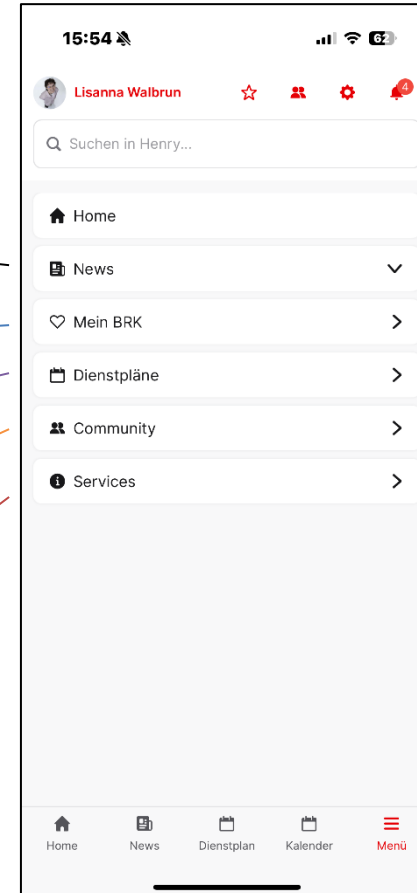 15:54
62
Lisanna Walbrun
4
Suchen in Henry...
Home
News
Mein BRK
Dienstpläne
Community
Services
Home News Dienstplan Kalender Menü